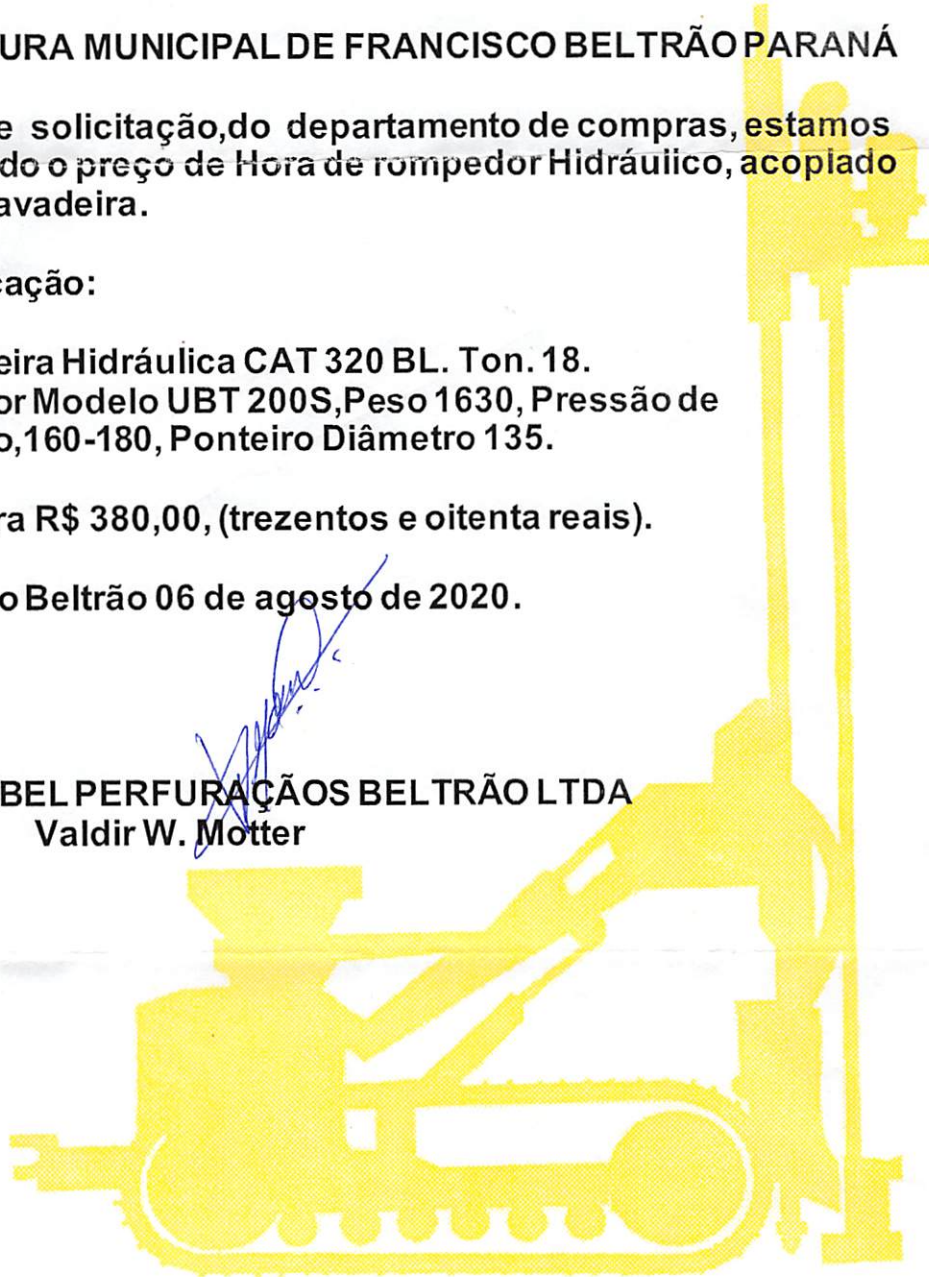 URA MUNICIPAL DE FRANCISCO BELTRÃO PARANÁ
e solicitação,do departamento de compras, estamos
do o preço de Hora de rompedor Hidráulico, acoplado
avadeira.
cação:
eira Hidráulica CAT 320 BL. Ton. 18.
or Modelo UBT 200S,Peso 1630, Pressão de
o,160-180, Ponteiro Diâmetro 135.
ra R$ 380,00, (trezentos e oitenta reais).
o Beltrão 06 de agosto de 2020.
BEL PERFURAÇÃOS BELTRÃO LTDA
Valdir W. Motter